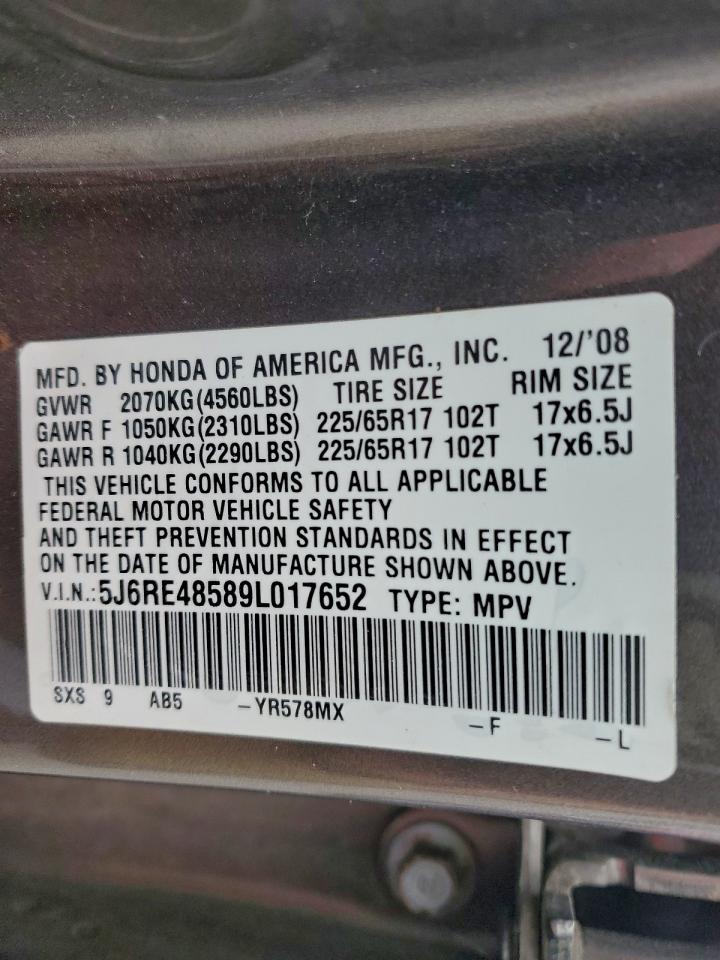 MFD. BY HONDA OF AMERICA MFG., INC. 12/'08
GVWR 2070KG(4560LBS) TIRE SIZE RIM SIZE
GAWR F 1050KG(2310LBS) 225/65R17 102T 17x6.5J
GAWR R 1040KG(2290LBS) 225/65R17 102T 17x6.5J
THIS VEHICLE CONFORMS TO ALL APPLICABLE
FEDERAL MOTOR VEHICLE SAFETY
AND THEFT PREVENTION STANDARDS IN EFFECT
ON THE DATE OF MANUFACTURE SHOWN ABOVE.
V.I.N.:5J6RE48589L017652 TYPE: MPV
SXS 9 AB5 -YR578MX -F -L